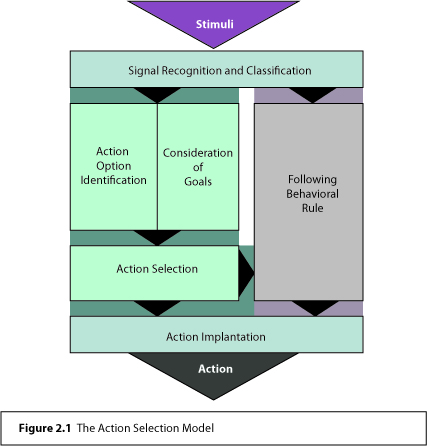 Stimuli
Signal Recognition and Classification
Action
Option
Identification
Consideration
of
Goals
Following
Behavioral
Rule
Action Selection
Action Implantation
Action
Figure 2.1 The Action Selection Model